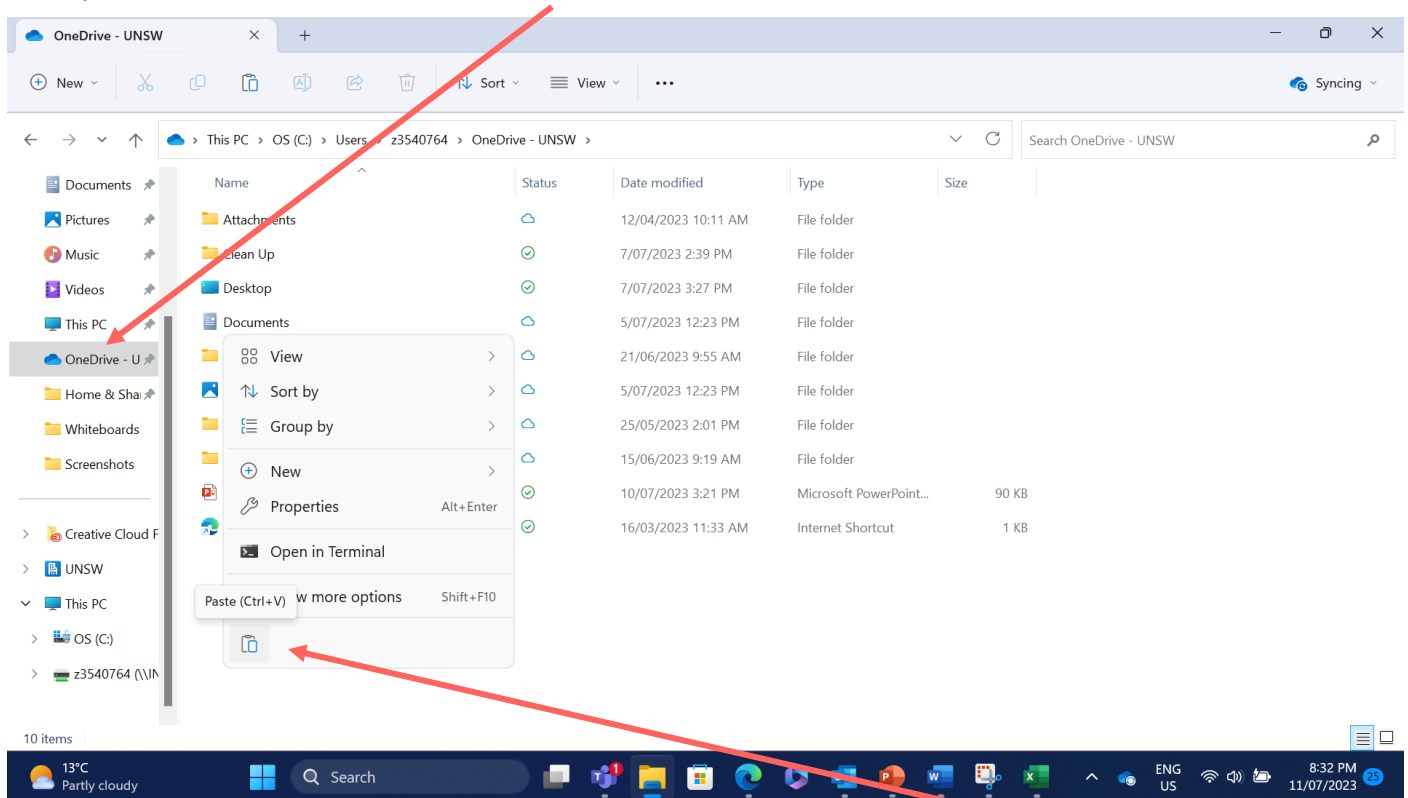 OneDrive - UNSW
New
Sort
View
Syncing
This PC > OS (C:) > Users > z3540764 > OneDrive - UNSW >
Search OneDrive - UNSW
Documents
Pictures
Music
Videos
This PC
OneDrive - U
Home & Shar
Whiteboards
Screenshots
Creative Cloud F
UNSW
This PC
OS (C:)
z3540764 (\\IN
Name Status Date modified Type Size
Attachments 12/04/2023 10:11 AM File folder
Clean Up 7/07/2023 2:39 PM File folder
Desktop 7/07/2023 3:27 PM File folder
Documents 5/07/2023 12:23 PM File folder
21/06/2023 9:55 AM File folder
5/07/2023 12:23 PM File folder
25/05/2023 2:01 PM File folder
15/06/2023 9:19 AM File folder
10/07/2023 3:21 PM Microsoft PowerPoint... 90 KB
16/03/2023 11:33 AM Internet Shortcut 1 KB
View
Sort by
Group by
New
Properties Alt+Enter
Open in Terminal
Paste (Ctrl+V) w more options Shift+F10
10 items
13°C
Partly cloudy
Search
1
ENG
US
8:32 PM
11/07/2023
25